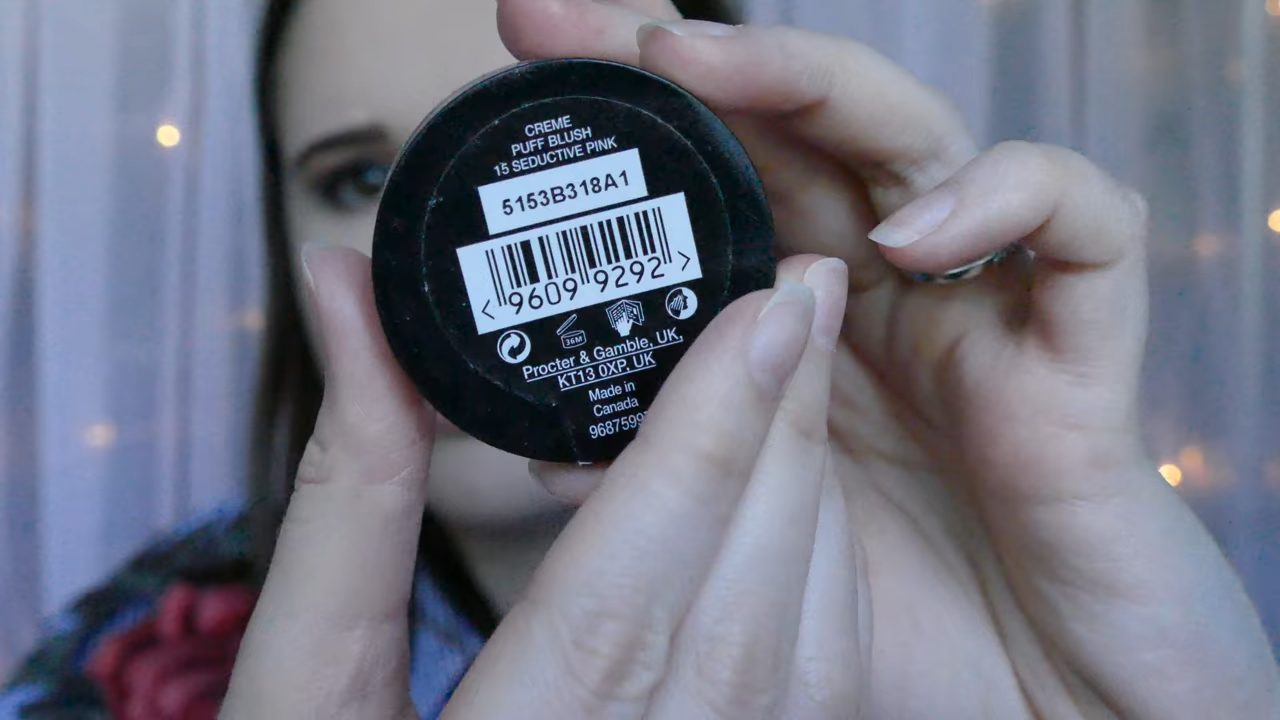 CREME
PUFF BLUSH
15 SEDUCTIVE PINK
5153B318A1
<9609 9292>
36M
Procter & Gamble, UK,
KT13 0XP, UK
Made in
Canada
9687599